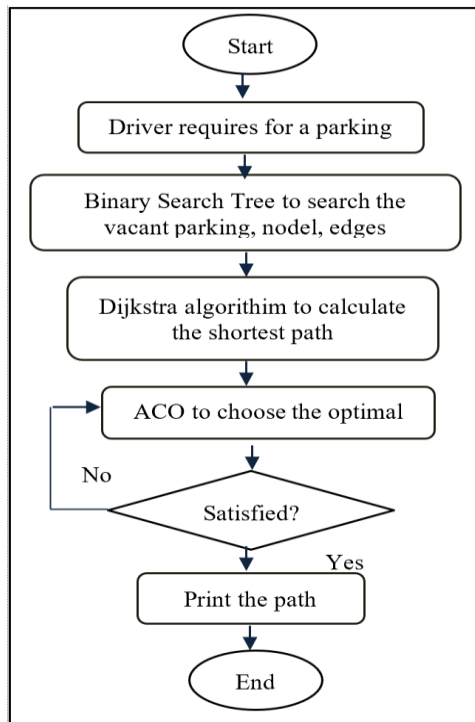 Start
Driver requires for a parking
Binary Search Tree to search the
vacant parking, nodel, edges
Dijkstra algorithim to calculate
the shortest path
ACO to choose the optimal
No
Satisfied?
Yes
Print the path
End